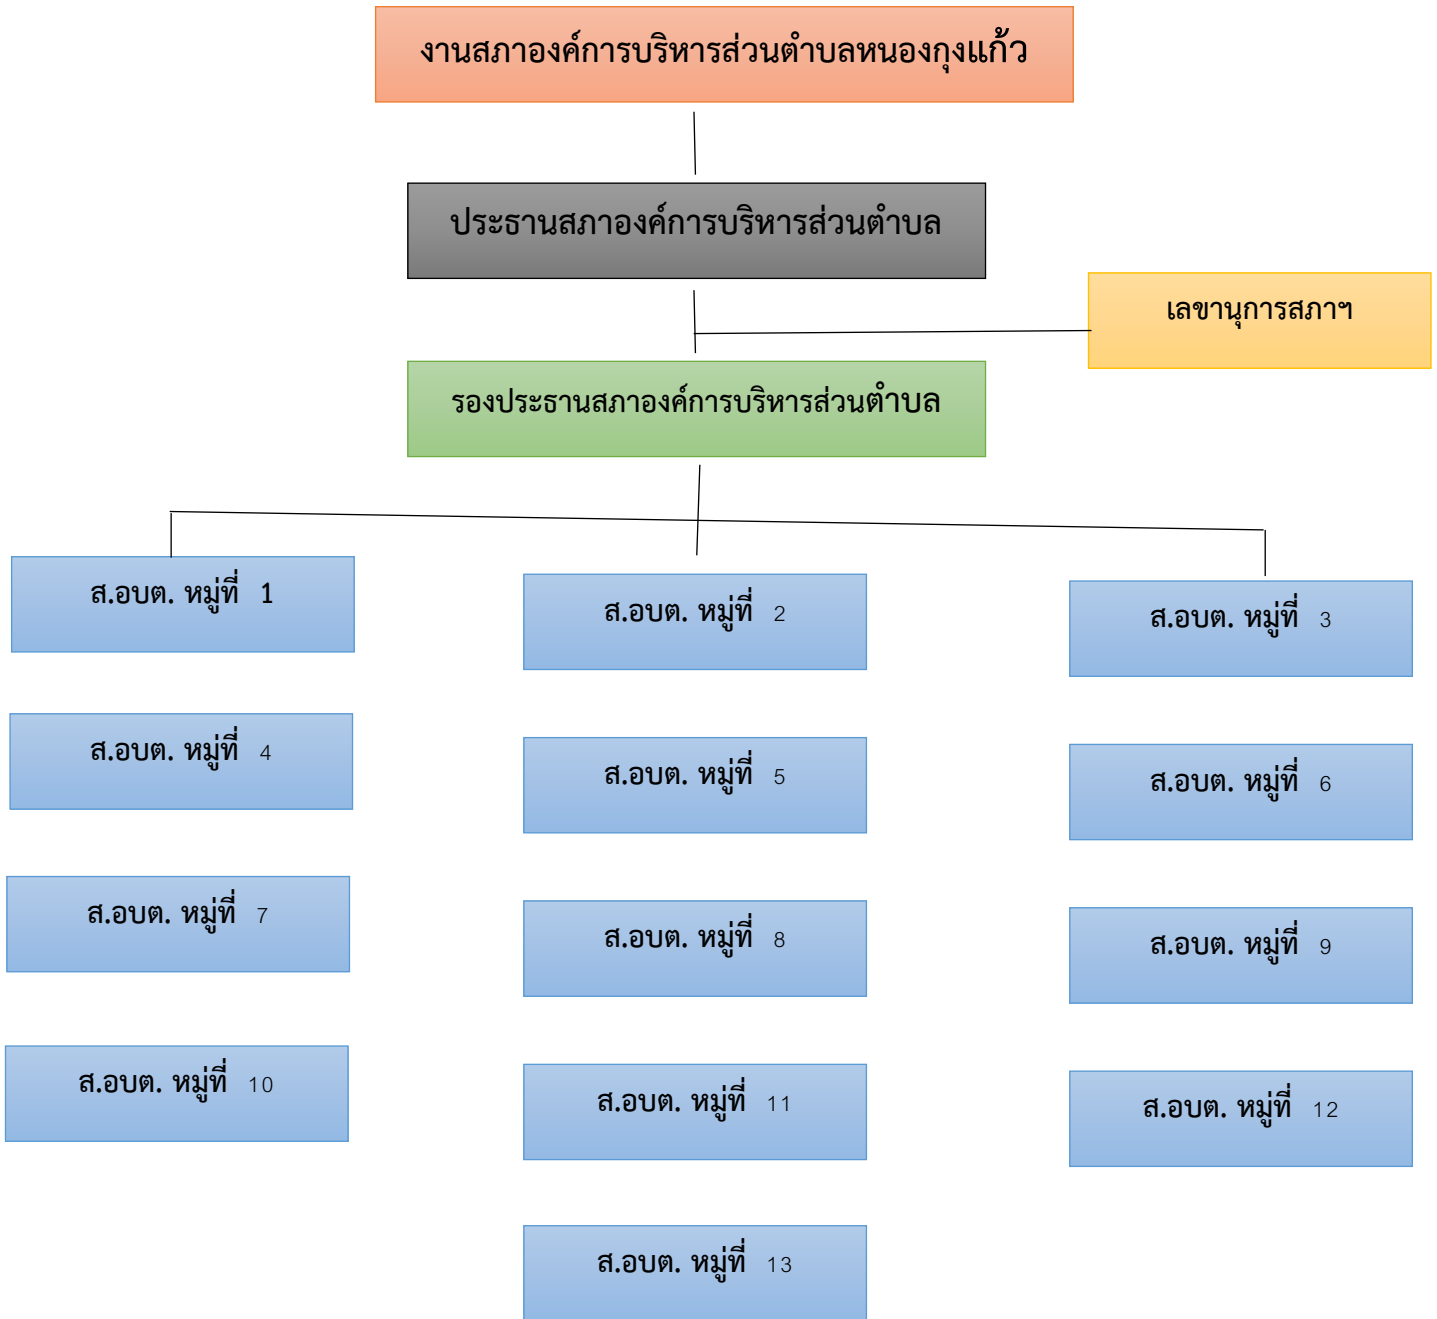 งานสภาองค์การบริหารส่วนตำบลหนองกุงแก้ว
ประธานสภาองค์การบริหารส่วนตำบล
เลขานุการสภาฯ
รองประธานสภาองค์การบริหารส่วนตำบล
ส.อบต. หมู่ที่ 1
ส.อบต. หมู่ที่ 2
ส.อบต. หมู่ที่ 3
ส.อบต. หมู่ที่ 4
ส.อบต. หมู่ที่ 5
ส.อบต. หมู่ที่ 6
ส.อบต. หมู่ที่ 7
ส.อบต. หมู่ที่ 8
ส.อบต. หมู่ที่ 9
ส.อบต. หมู่ที่ 10
ส.อบต. หมู่ที่ 11
ส.อบต. หมู่ที่ 12
ส.อบต. หมู่ที่ 13